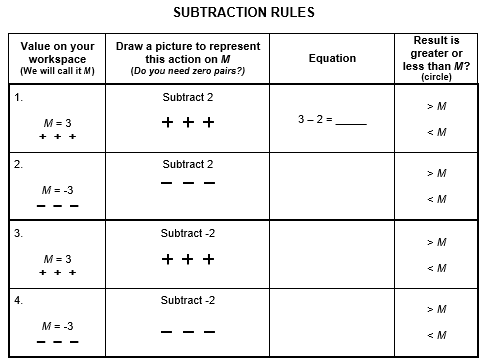 SUBTRACTION RULES
Value on your workspace
(We will call it M)
Draw a picture to represent this action on M
(Do you need zero pairs?)
Equation
Result is greater or less than M?
(circle)
1.
M = 3
+ + +
Subtract 2
+ + +
3 – 2 = _____
> M
< M
2.
M = -3
– – –
Subtract 2
– – –
> M
< M
3.
M = 3
+ + +
Subtract -2
+ + +
> M
< M
4.
M = -3
– – –
Subtract -2
– – –
> M
< M